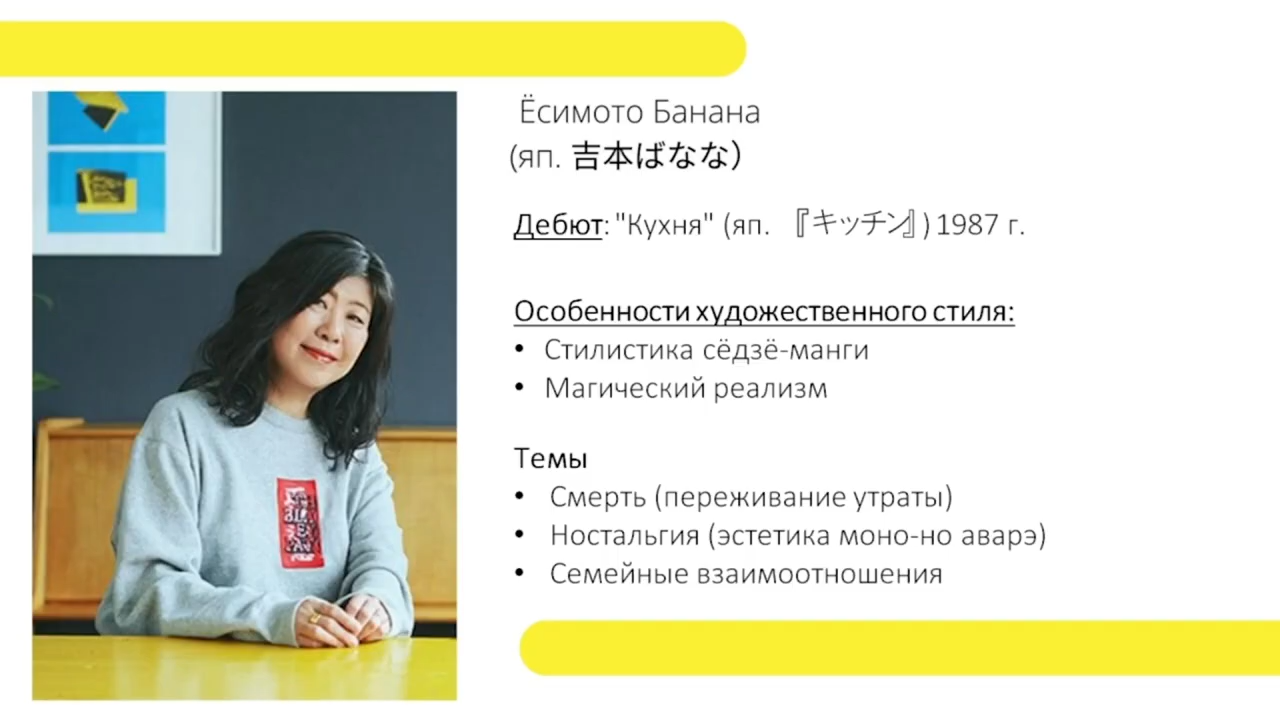 Ёсимото Банана
(яп. 吉本ばなな)
Дебют: "Кухня" (яп. 『キッチン』) 1987 г.
Особенности художественного стиля:
• Стилистика сёдзё-манги
• Магический реализм
Темы
• Смерть (переживание утраты)
• Ностальгия (эстетика моно-но аварэ)
• Семейные взаимоотношения